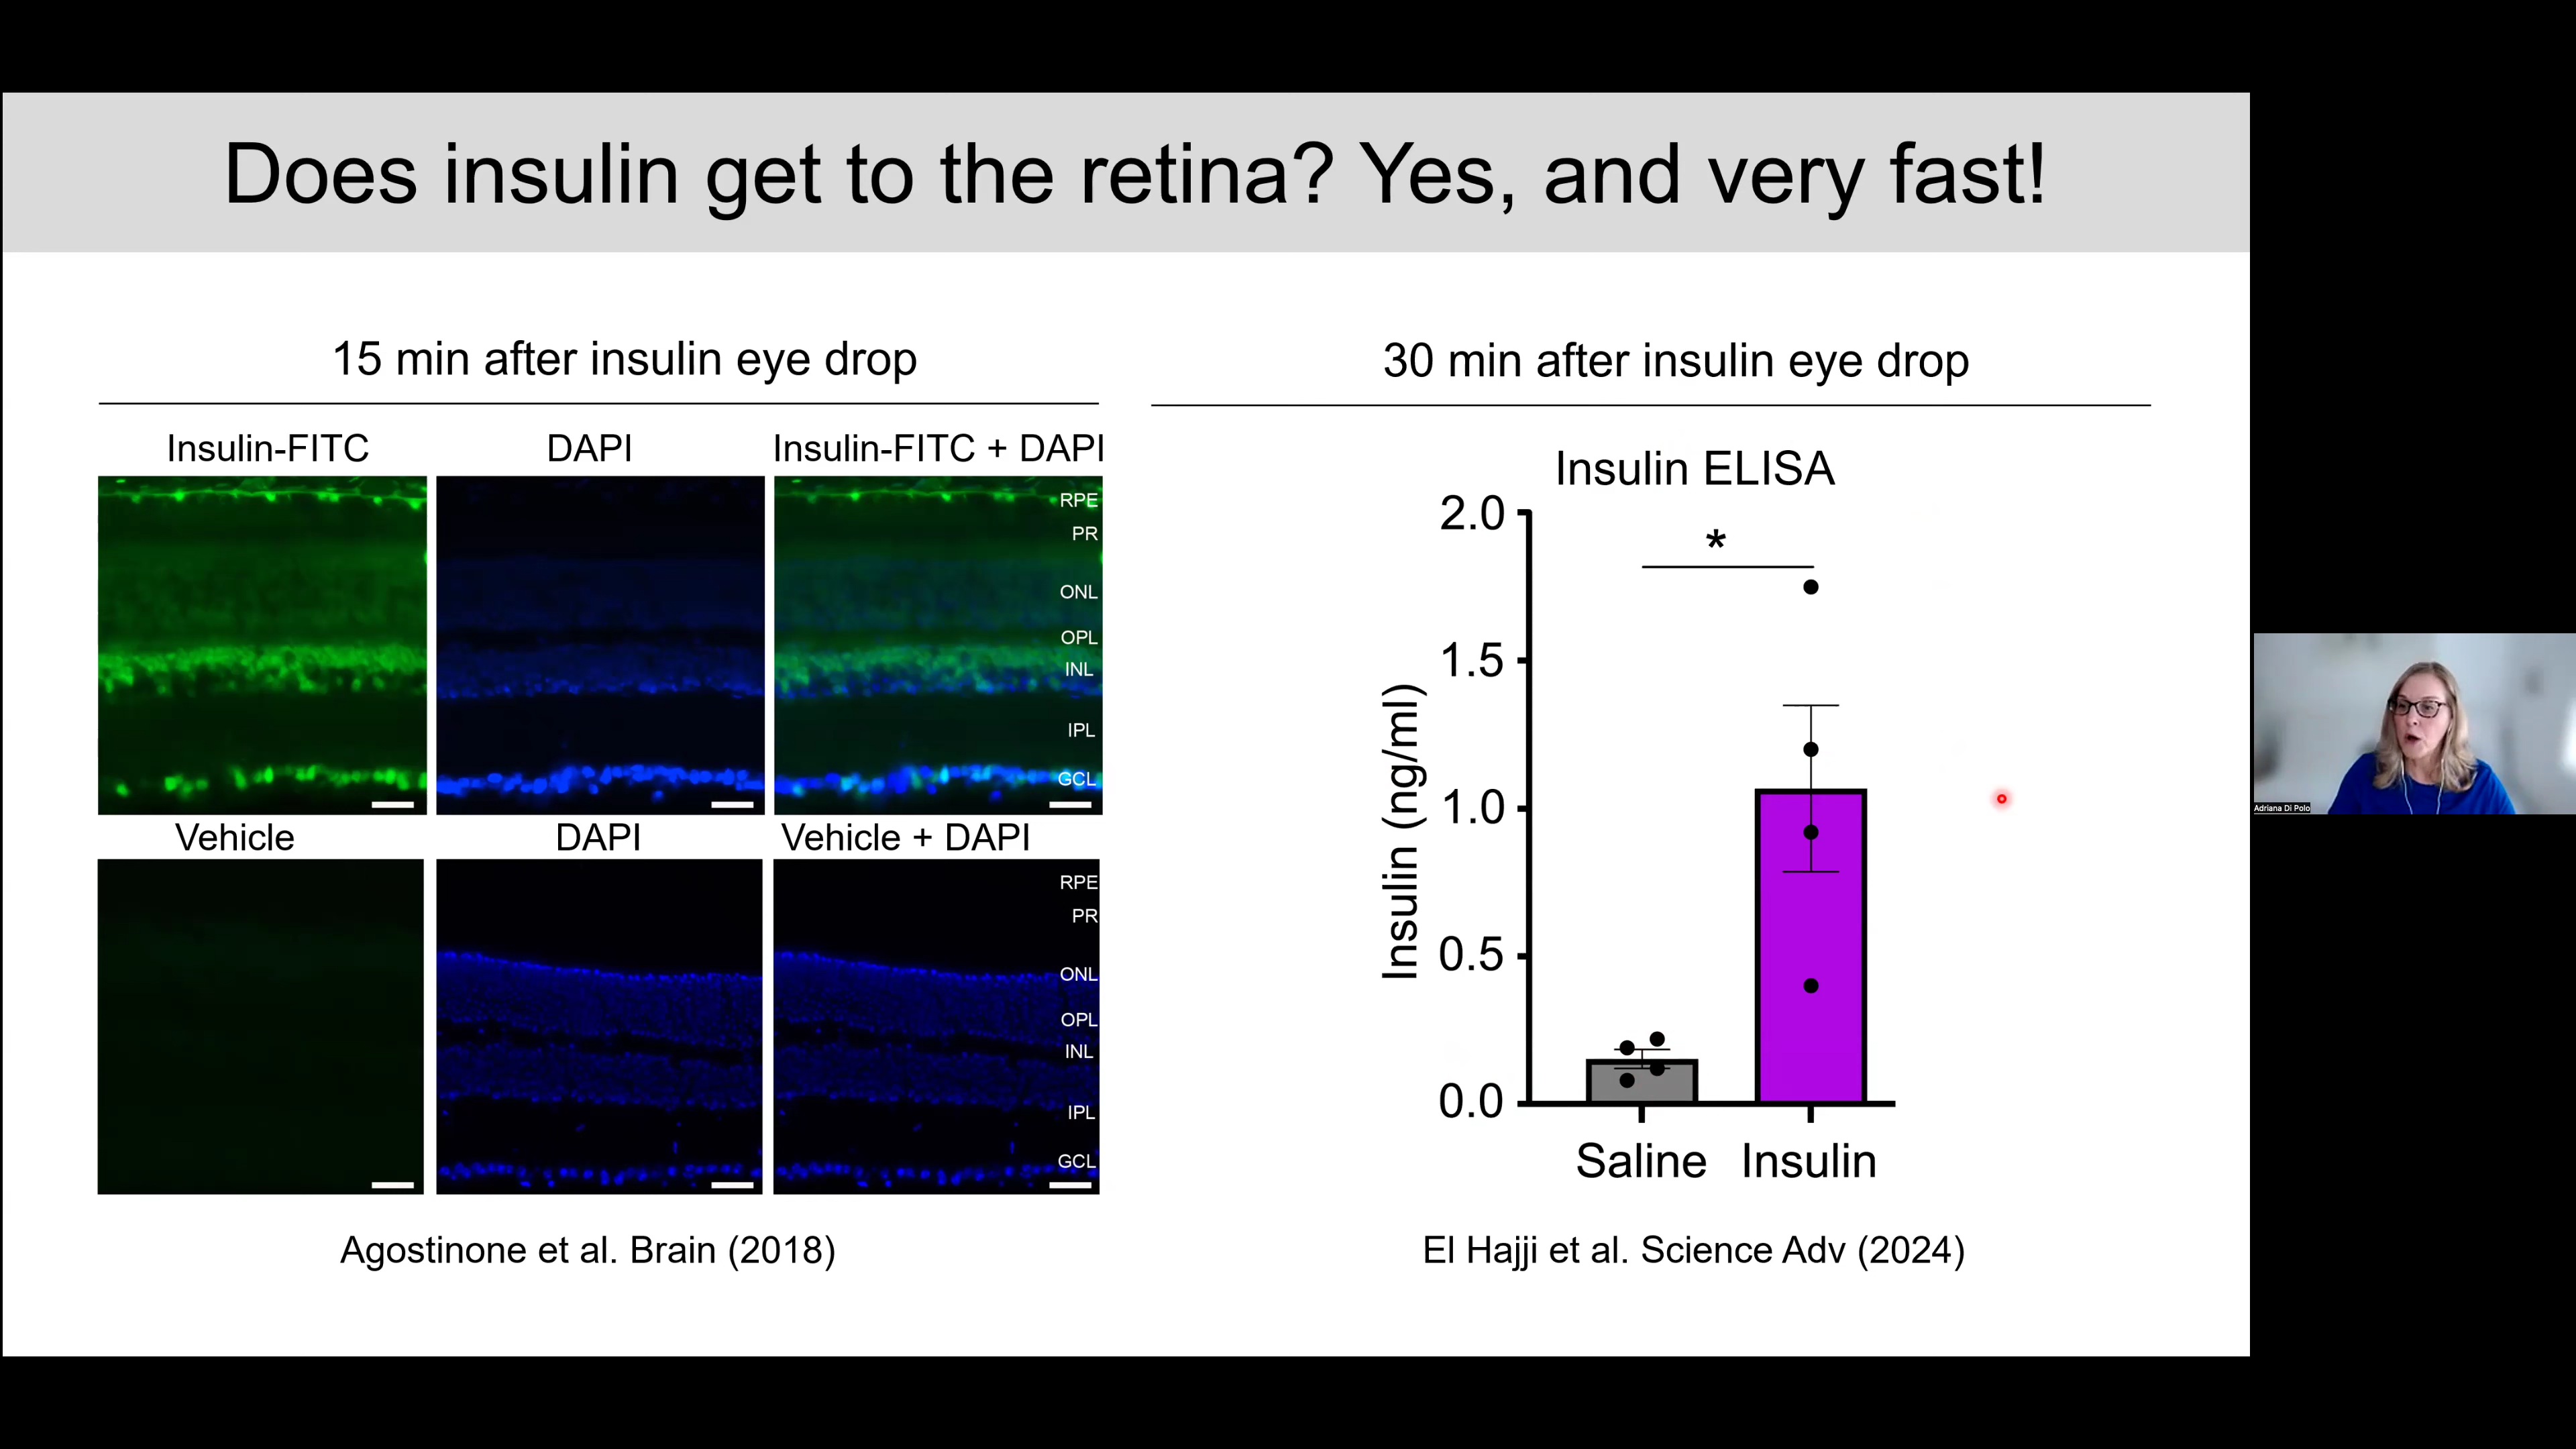 Does insulin get to the retina? Yes, and very fast!
15 min after insulin eye drop
Insulin-FITC
DAPI
Insulin-FITC + DAPI
RPE
PR
ONL
OPL
INL
IPL
GCL
Vehicle
DAPI
Vehicle + DAPI
RPE
PR
ONL
OPL
INL
IPL
GCL
Agostinone et al. Brain (2018)
30 min after insulin eye drop
Insulin ELISA
*
Insulin (ng/ml)
2.0
1.5
1.0
0.5
0.0
Saline Insulin
El Hajji et al. Science Adv (2024)
Adriana Di Polo